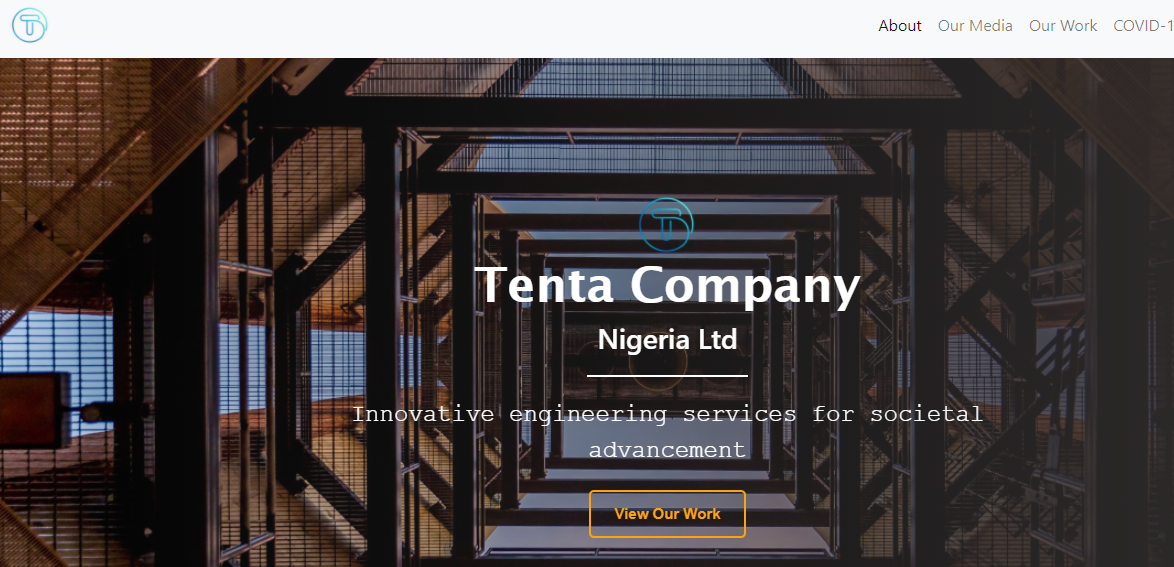 About Our Media Our Work COVID-1
Tenta Company
Nigeria Ltd
Innovative engineering services for societal
advancement
View Our Work